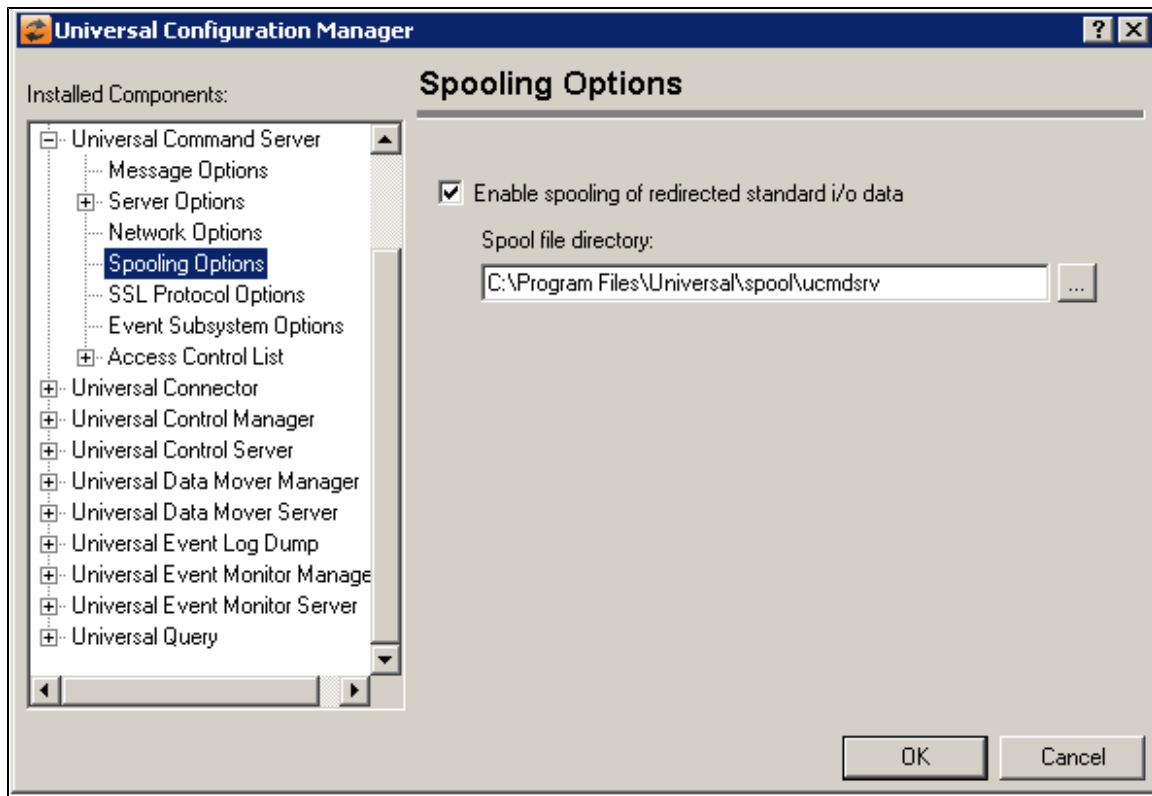 Universal Configuration Manager
Installed Components:
Universal Command Server
Message Options
Server Options
Network Options
Spooling Options
SSL Protocol Options
Event Subsystem Options
Access Control List
Universal Connector
Universal Control Manager
Universal Control Server
Universal Data Mover Manager
Universal Data Mover Server
Universal Event Log Dump
Universal Event Monitor Manage
Universal Event Monitor Server
Universal Query
Spooling Options
Enable spooling of redirected standard i/o data
Spool file directory:
C:\Program Files\Universal\spool\ucmdsrv
...
OK
Cancel